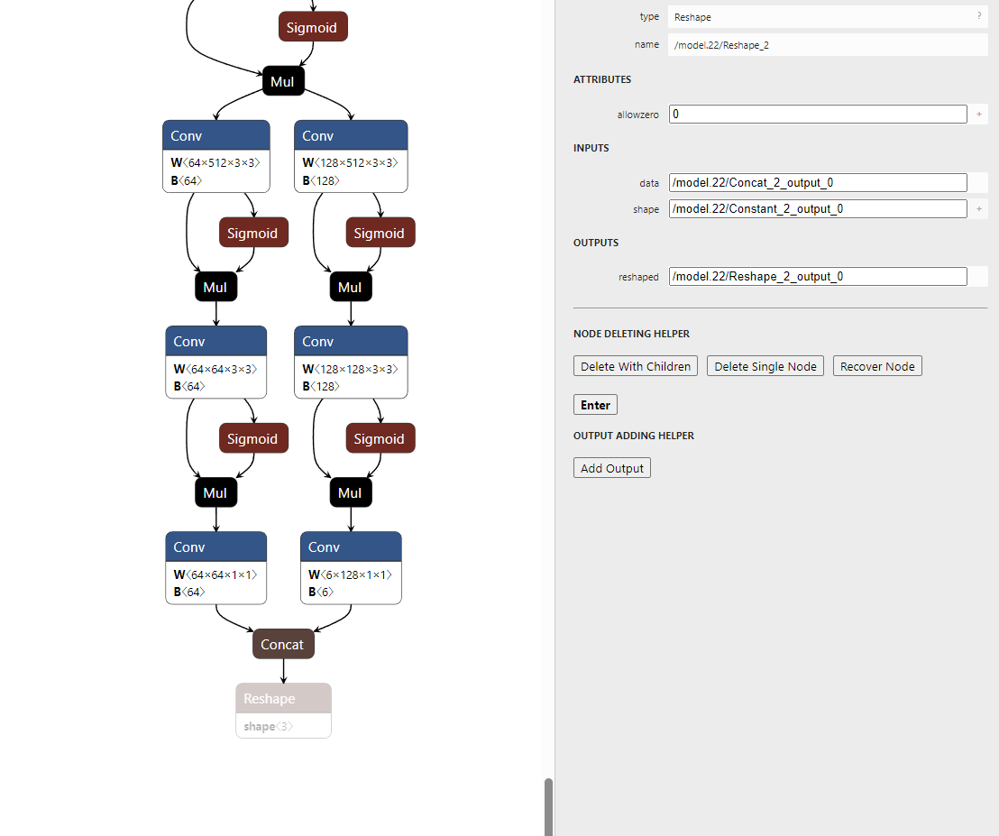 Sigmoid
Mul
Conv
W〈64×512×3×3〉
B〈64〉
Conv
W〈128×512×3×3〉
B〈128〉
Sigmoid
Sigmoid
Mul
Mul
Conv
W〈64×64×3×3〉
B〈64〉
Conv
W〈128×128×3×3〉
B〈128〉
Sigmoid
Sigmoid
Mul
Mul
Conv
W〈64×64×1×1〉
B〈64〉
Conv
W〈6×128×1×1〉
B〈6〉
Concat
Reshape
shape〈3〉
type Reshape ?
name /model.22/Reshape_2
ATTRIBUTES
allowzero 0 +
INPUTS
data /model.22/Concat_2_output_0
shape /model.22/Constant_2_output_0 +
OUTPUTS
reshaped /model.22/Reshape_2_output_0
NODE DELETING HELPER
Delete With Children Delete Single Node Recover Node
Enter
OUTPUT ADDING HELPER
Add Output